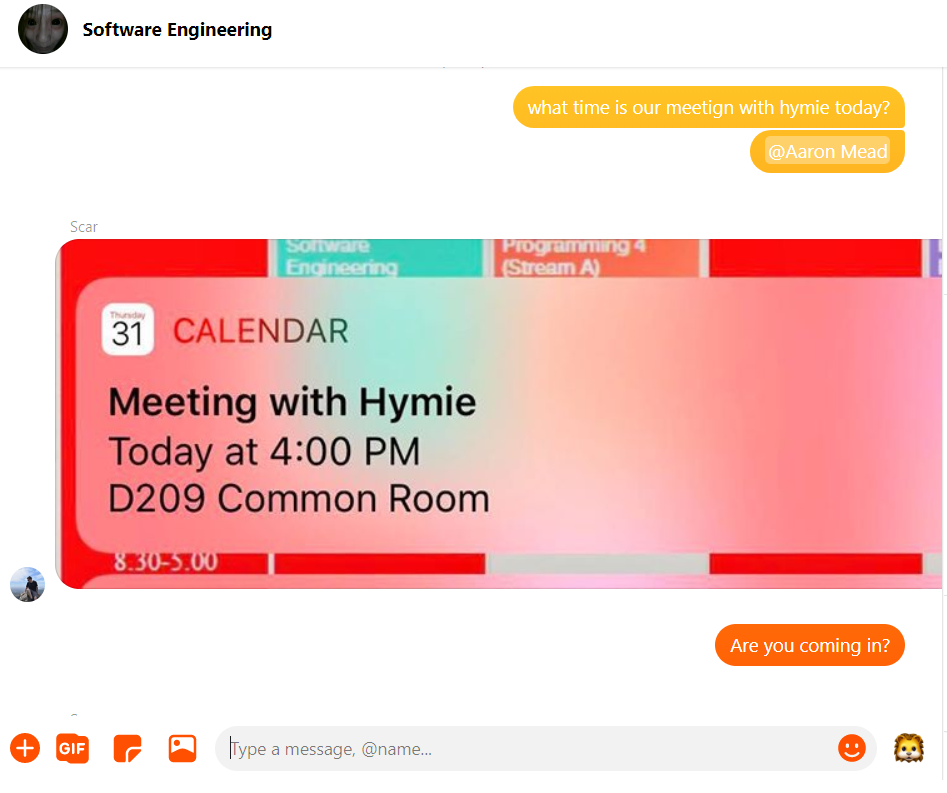 Software Engineering
what time is our meetign with hymie today?
@Aaron Mead
Scar
Software
Engineering
Programming 4
(Stream A)
Thursday
31
CALENDAR
Meeting with Hymie
Today at 4:00 PM
D209 Common Room
8.30-5.00
Are you coming in?
GIF
Type a message, @name...